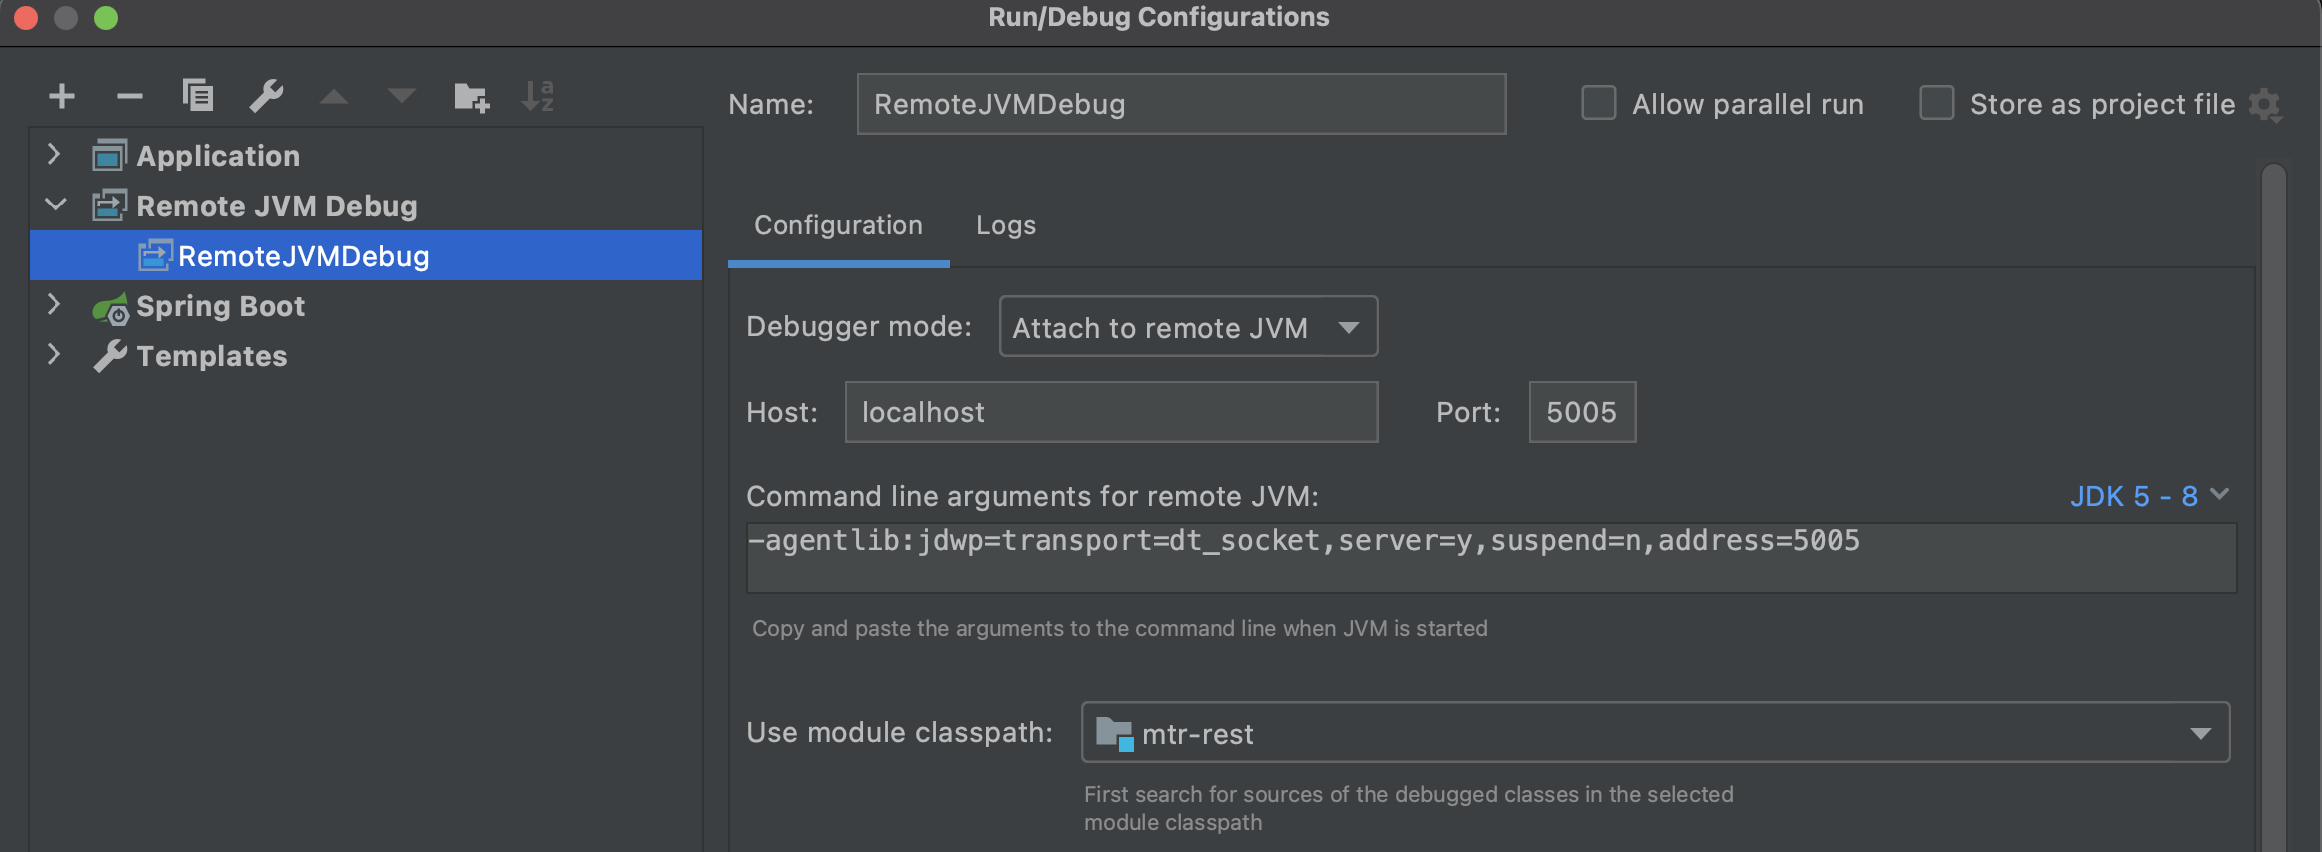 Run/Debug Configurations
Name: RemoteJVMDebug Allow parallel run Store as project file
Application
Remote JVM Debug
RemoteJVMDebug
Spring Boot
Templates
Configuration Logs
Debugger mode: Attach to remote JVM
Host: localhost Port: 5005
Command line arguments for remote JVM: JDK 5 - 8
-agentlib:jdwp=transport=dt_socket,server=y,suspend=n,address=5005
Copy and paste the arguments to the command line when JVM is started
Use module classpath: mtr-rest
First search for sources of the debugged classes in the selected
module classpath